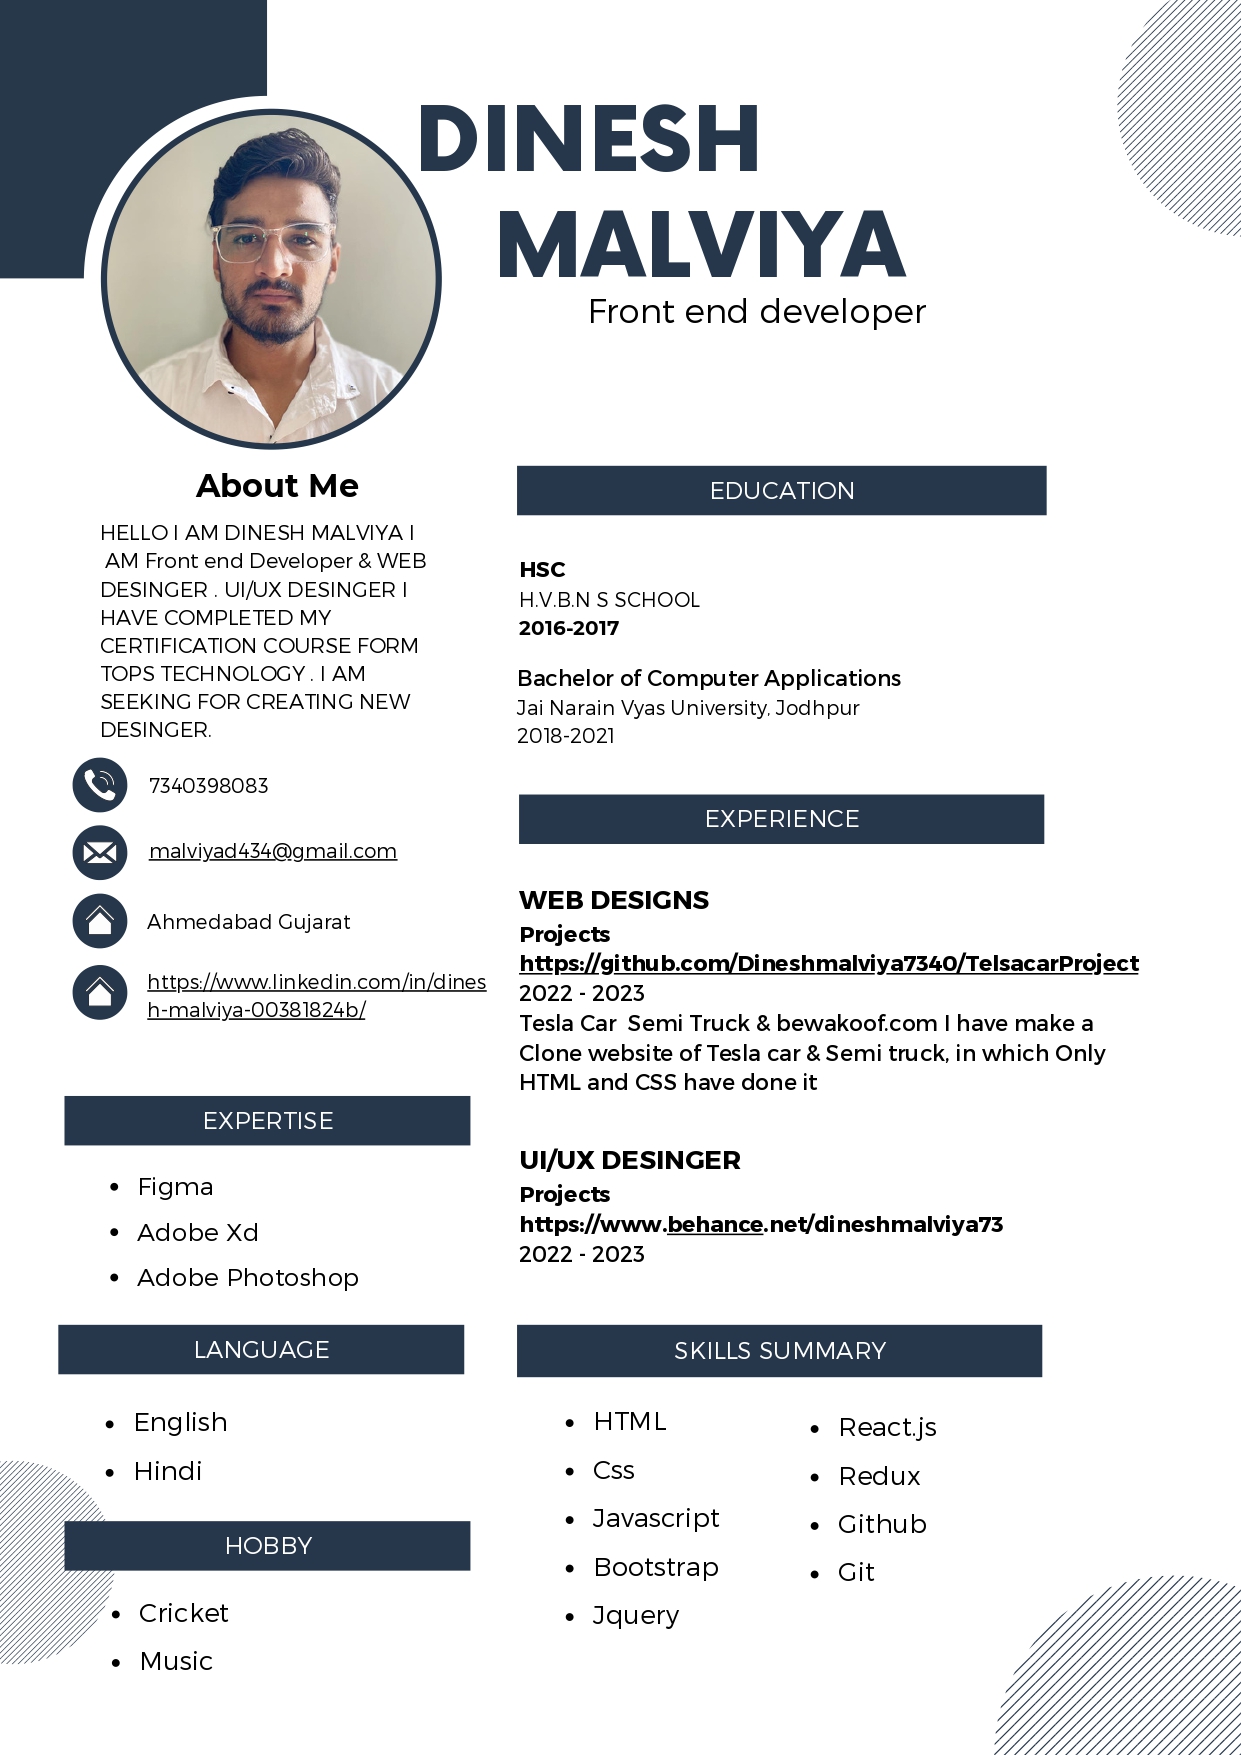 DINESH
MALVIYA
Front end developer
About Me
HELLO I AM DINESH MALVIYA I
AM Front end Developer & WEB
DESINGER . UI/UX DESINGER I
HAVE COMPLETED MY
CERTIFICATION COURSE FORM
TOPS TECHNOLOGY . I AM
SEEKING FOR CREATING NEW
DESINGER.
7340398083
malviyad434@gmail.com
Ahmedabad Gujarat
https://www.linkedin.com/in/dines
h-malviya-00381824b/
EXPERTISE
• Figma
• Adobe Xd
• Adobe Photoshop
LANGUAGE
• English
• Hindi
HOBBY
• Cricket
• Music
EDUCATION
HSC
H.V.B.N S SCHOOL
2016-2017
Bachelor of Computer Applications
Jai Narain Vyas University, Jodhpur
2018-2021
EXPERIENCE
WEB DESIGNS
Projects
https://github.com/Dineshmalviya7340/TelsacarProject
2022 - 2023
Tesla Car  Semi Truck & bewakoof.com I have make a
Clone website of Tesla car & Semi truck, in which Only
HTML and CSS have done it
UI/UX DESINGER
Projects
https://www.behance.net/dineshmalviya73
2022 - 2023
SKILLS SUMMARY
• HTML
• Css
• Javascript
• Bootstrap
• Jquery
• React.js
• Redux
• Github
• Git